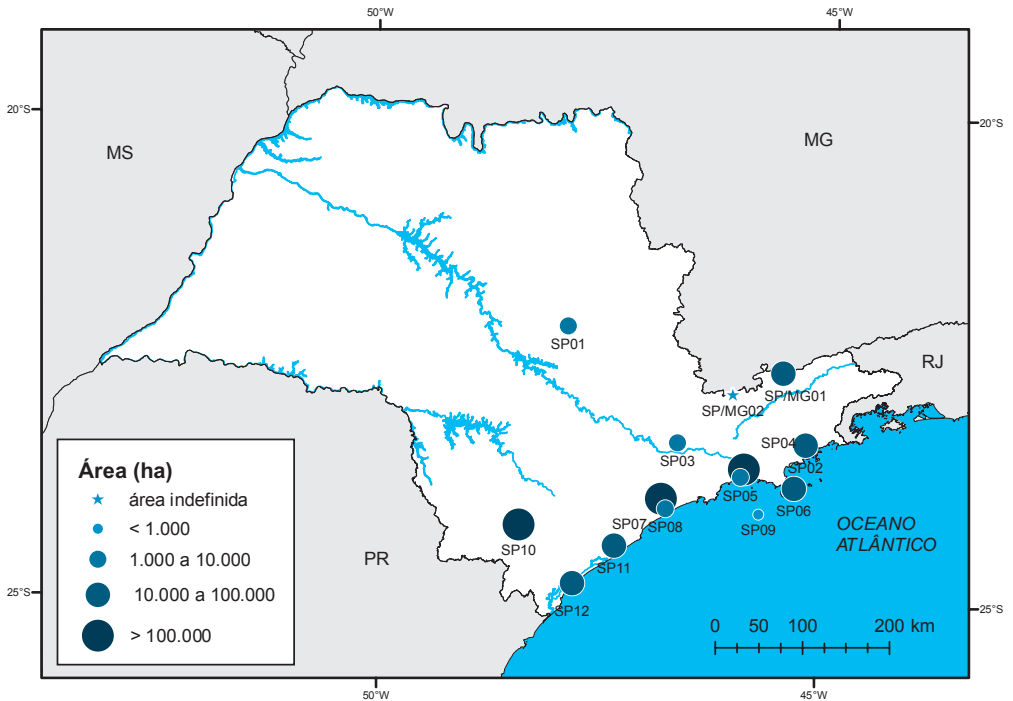 50°W
45°W
20°S
20°S
MS
MG
SP01
RJ
SP/MG01
SP/MG02
SP04
SP03
SP02
SP05
SP06
SP07
SP08
SP09
SP10
SP11
SP12
OCEANO
ATLÂNTICO
PR
25°S
25°S
Área (ha)
área indefinida
< 1.000
1.000 a 10.000
10.000 a 100.000
> 100.000
0 50 100 200 km
50°W
45°W